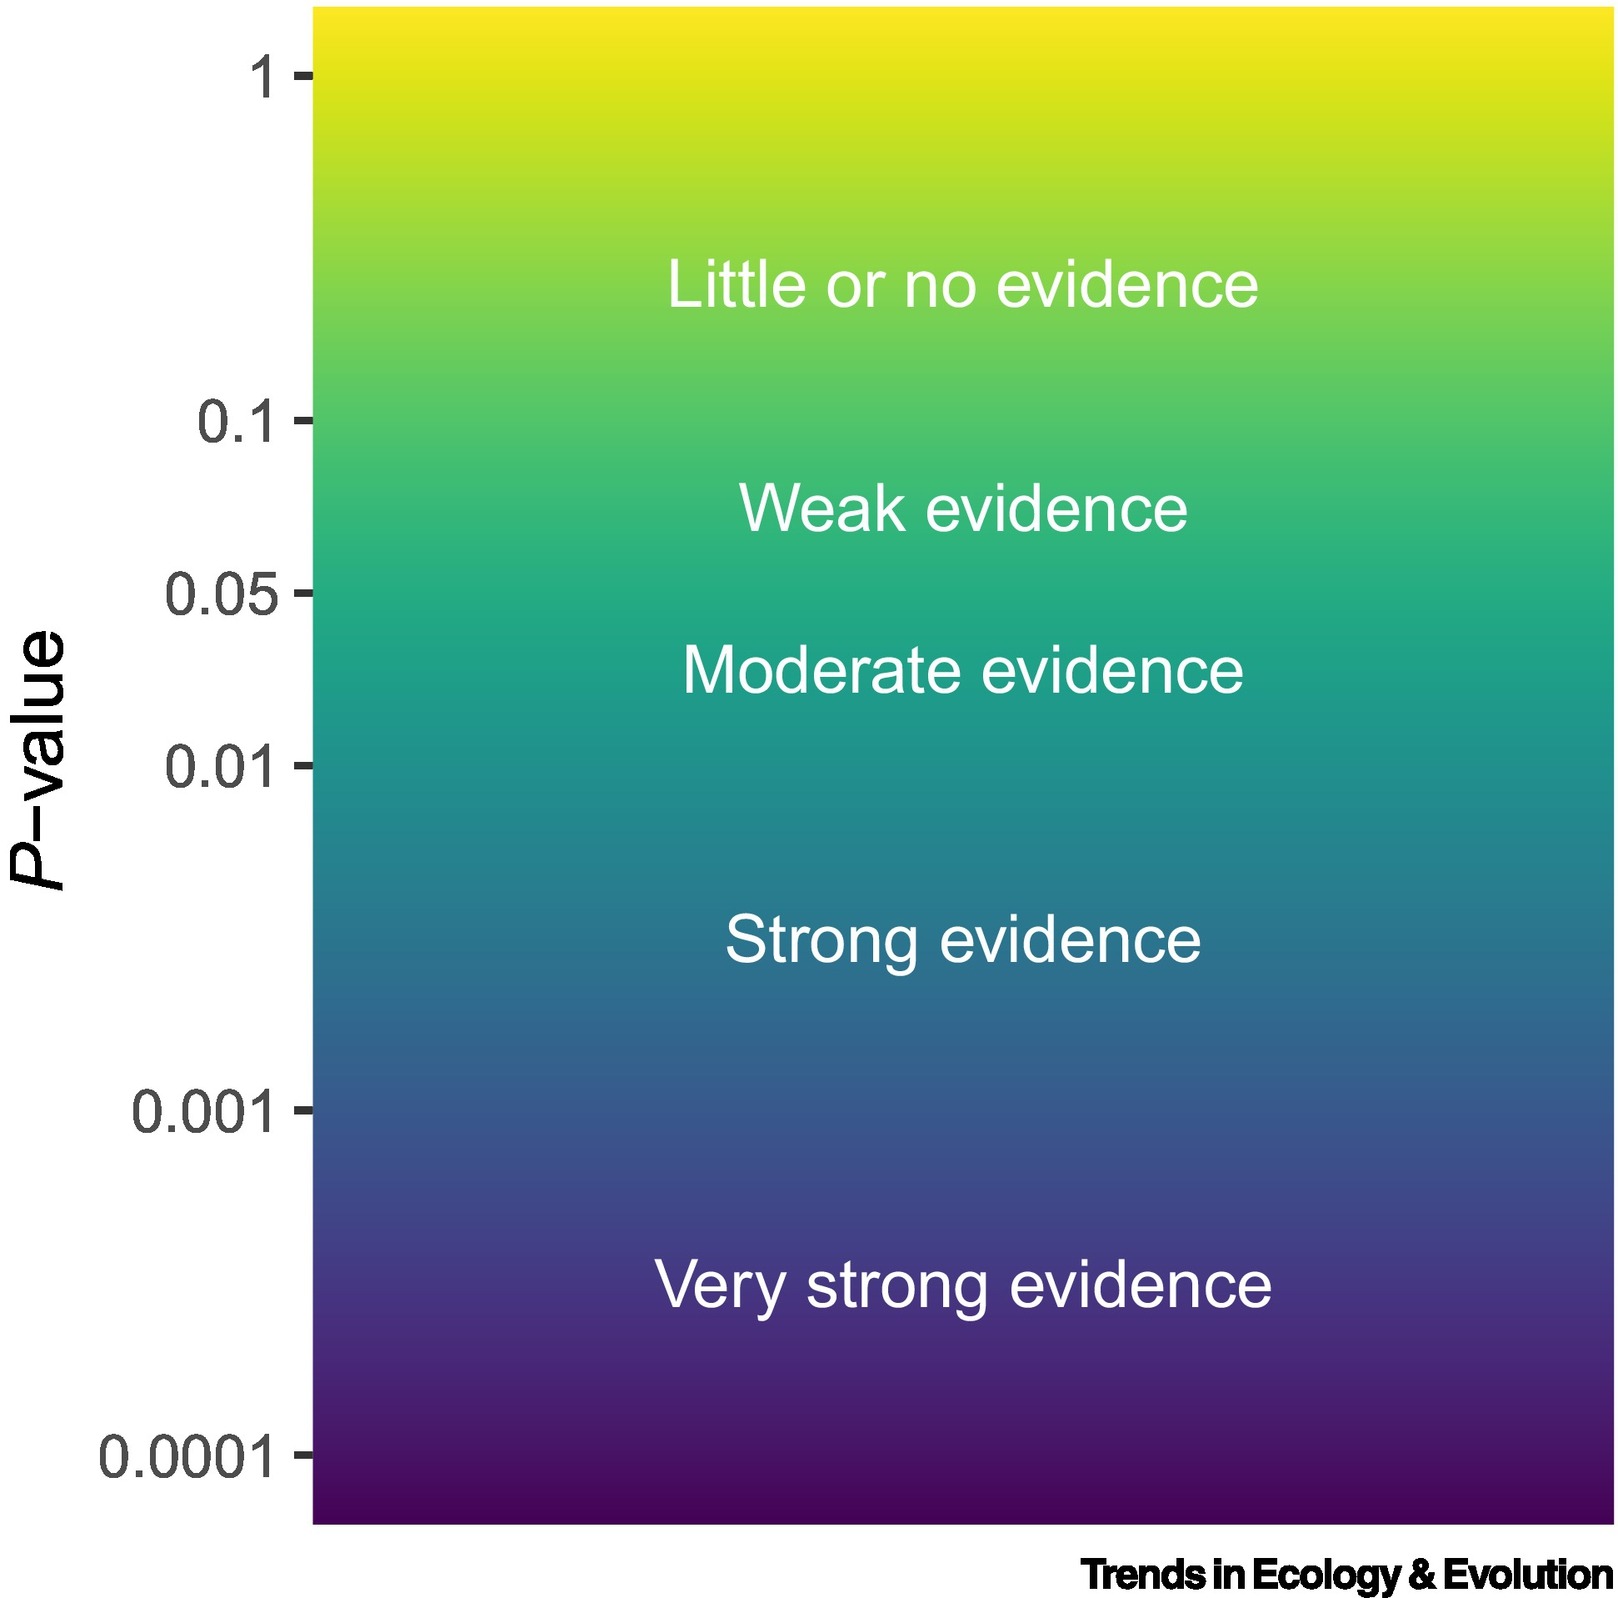 1
Little or no evidence
0.1
Weak evidence
0.05
Moderate evidence
0.01
Strong evidence
0.001
Very strong evidence
0.0001
P–value
Trends in Ecology & Evolution